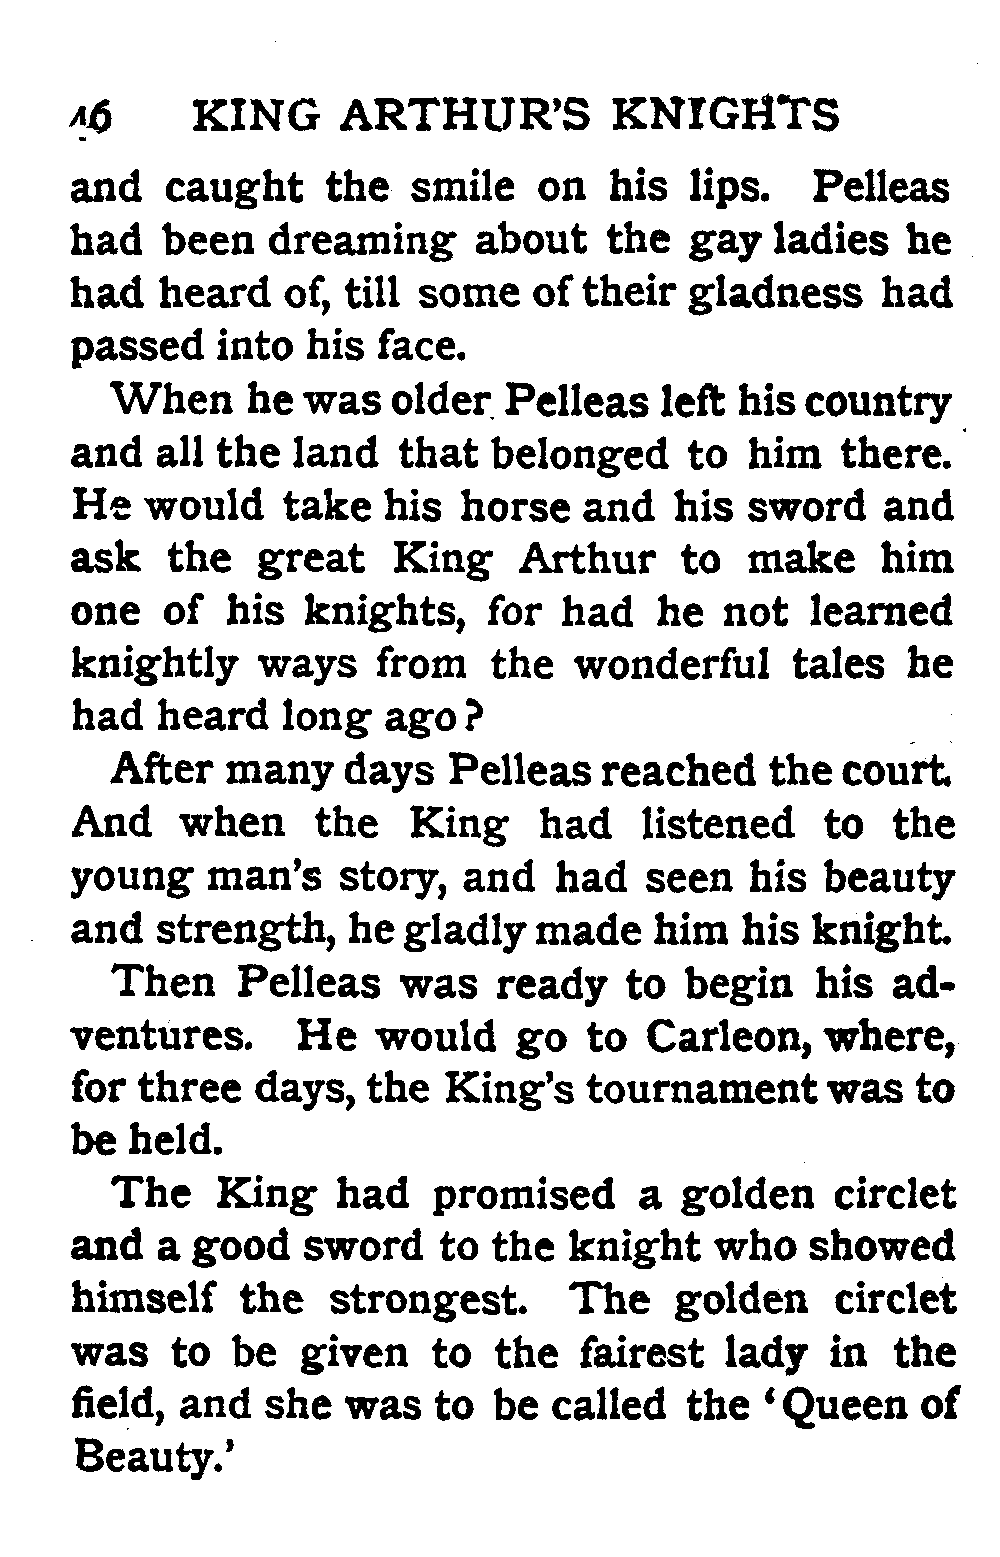 46 KING ARTHUR'S KNIGHTS
and caught the smile on his lips. Pelleas
had been dreaming about the gay ladies he
had heard of, till some of their gladness had
passed into his face.
When he was older Pelleas left his country
and all the land that belonged to him there.
He would take his horse and his sword and
ask the great King Arthur to make him
one of his knights, for had he not learned
knightly ways from the wonderful tales he
had heard long ago?
After many days Pelleas reached the court.
And when the King had listened to the
young man's story, and had seen his beauty
and strength, he gladly made him his knight.
Then Pelleas was ready to begin his ad-
ventures. He would go to Carleon, where,
for three days, the King's tournament was to
be held.
The King had promised a golden circlet
and a good sword to the knight who showed
himself the strongest. The golden circlet
was to be given to the fairest lady in the
field, and she was to be called the 'Queen of
Beauty.'